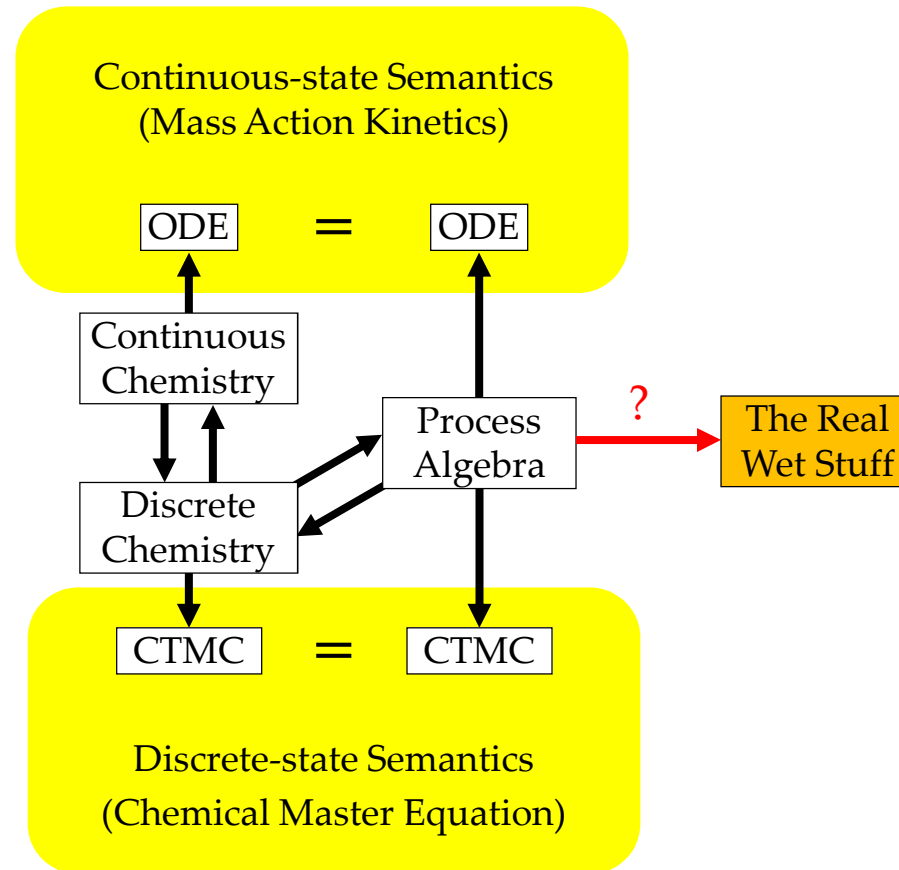 Continuous-state Semantics
(Mass Action Kinetics)
ODE = ODE
Continuous
Chemistry
Process
Algebra
?
The Real
Wet Stuff
Discrete
Chemistry
CTMC = CTMC
Discrete-state Semantics
(Chemical Master Equation)